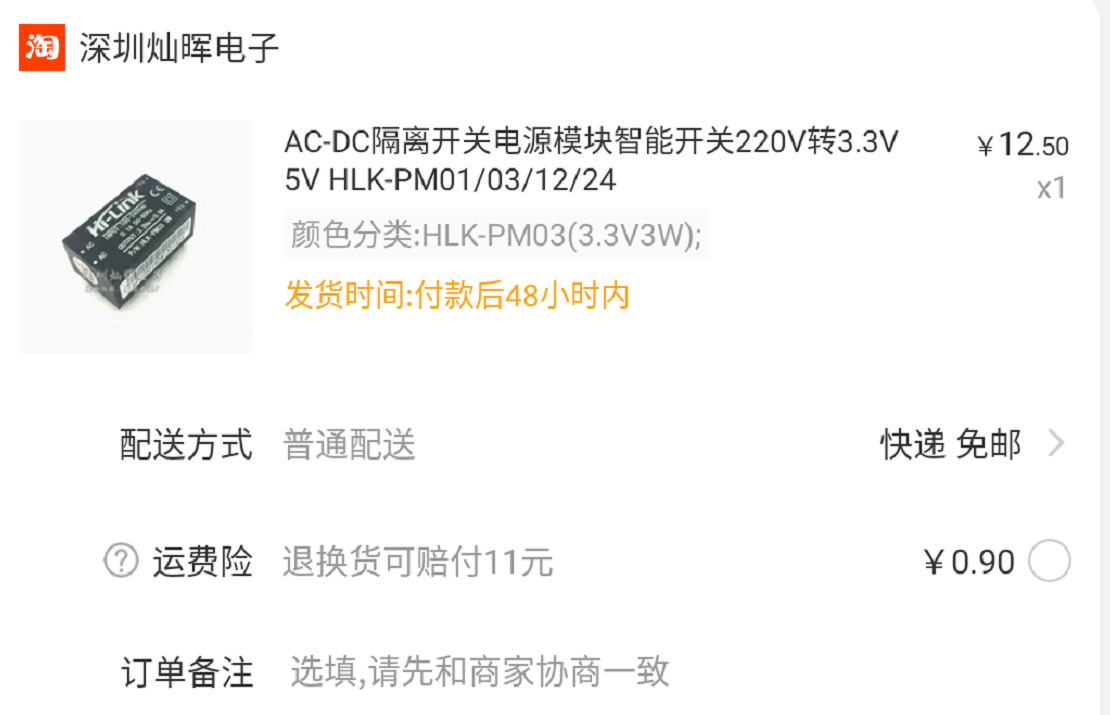 淘 深圳灿晖电子
AC-DC隔离开关电源模块智能开关220V转3.3V
¥12.50
5V HLK-PM01/03/12/24
x1
颜色分类:HLK-PM03(3.3V3W);
发货时间:付款后48小时内
Hi-Link
配送方式 普通配送 快递 免邮
? 运费险 退换货可赔付11元 ¥0.90
订单备注 选填,请先和商家协商一致